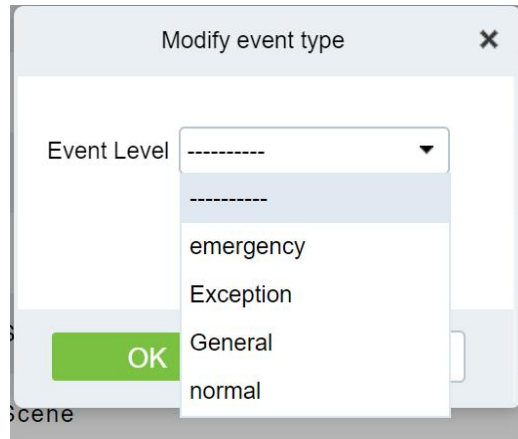 Modify event type ×
Event Level ----------
----------
emergency
Exception
General
OK
normal
Scene